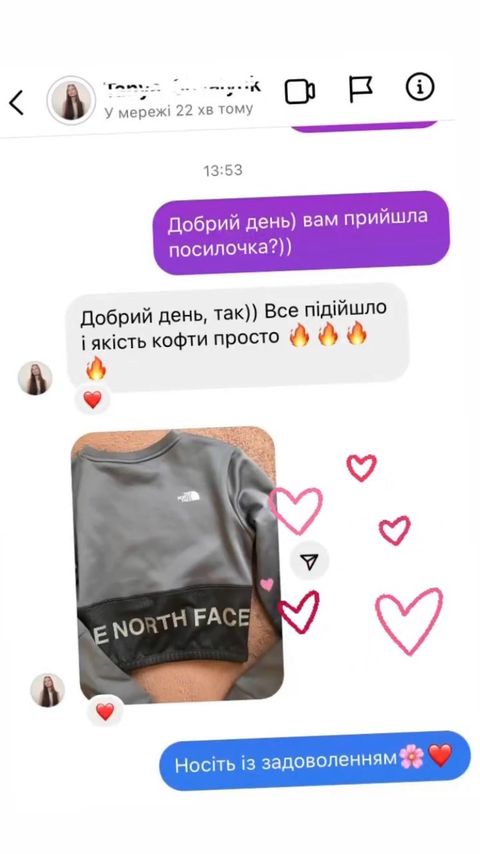 У мережі 22 хв тому
13:53
Добрий день) вам прийшла
посилочка?))
Добрий день, так)) Все підійшло
і якість кофти просто 🔥🔥🔥
🔥
E NORTH FACE
Носіть із задоволенням🌸❤️